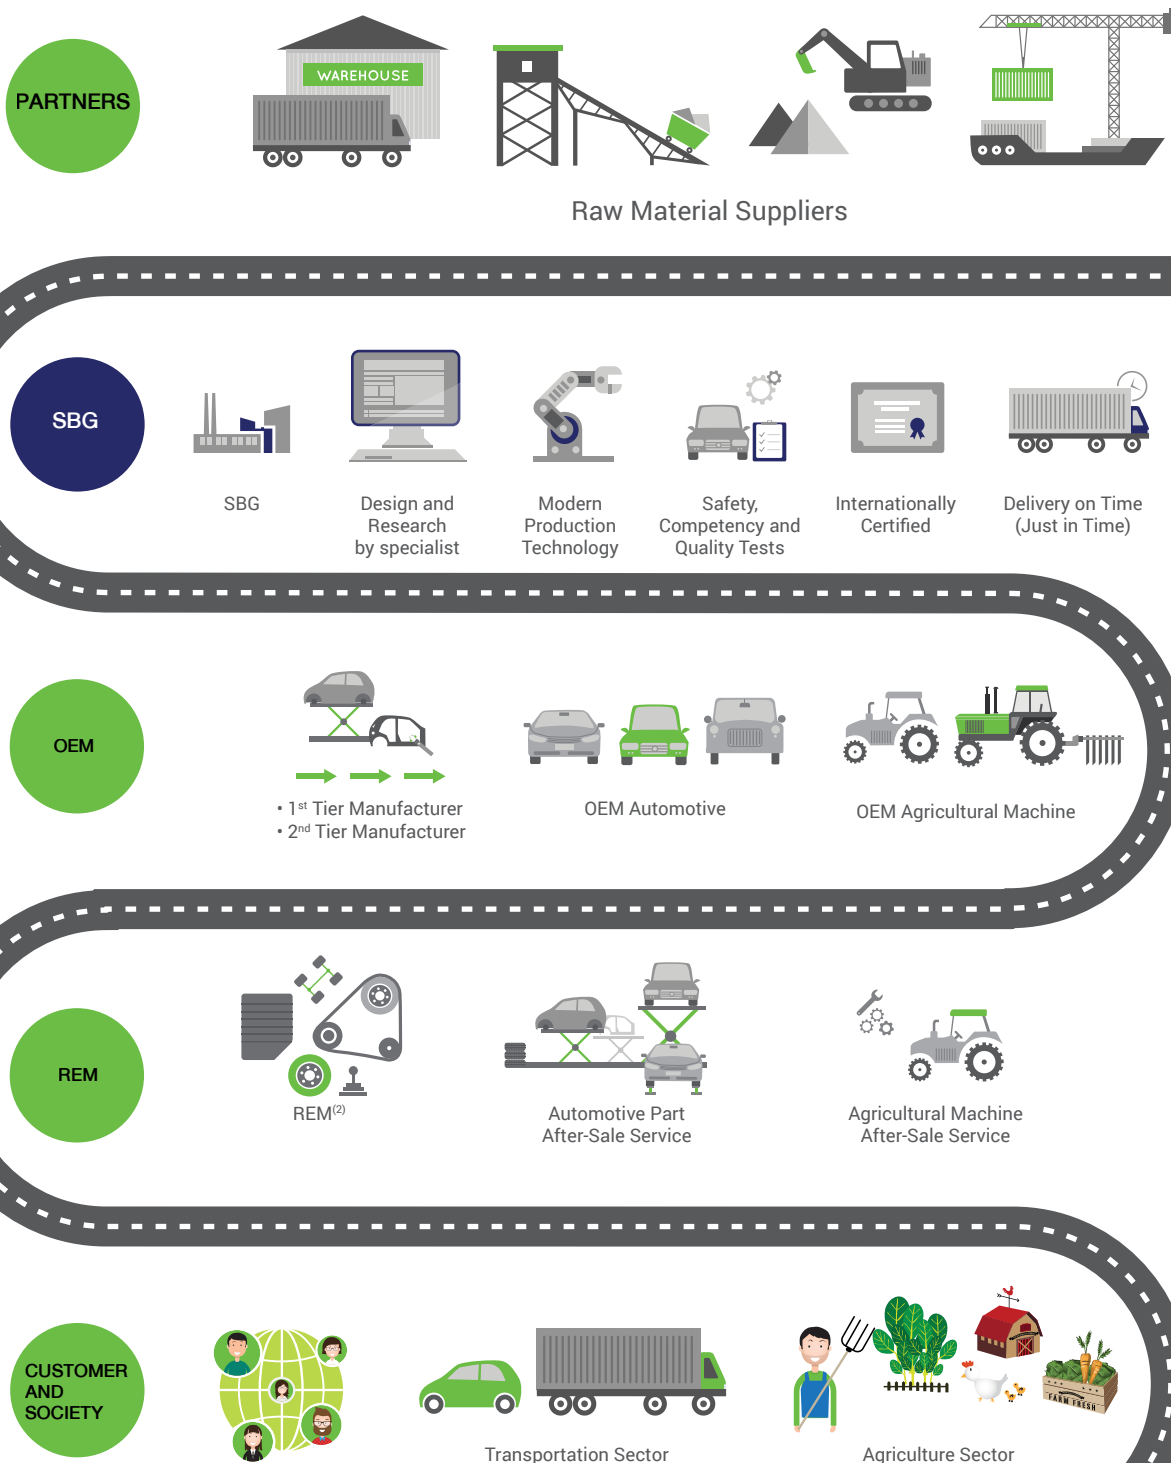 PARTNERS
WAREHOUSE
Raw Material Suppliers
SBG
SBG
Design and
Research
by specialist
Modern
Production
Technology
Safety,
Competency and
Quality Tests
Internationally
Certified
Delivery on Time
(Just in Time)
OEM
• 1st Tier Manufacturer
• 2nd Tier Manufacturer
OEM Automotive
OEM Agricultural Machine
REM
REM(2)
Automotive Part
After-Sale Service
Agricultural Machine
After-Sale Service
CUSTOMER
AND
SOCIETY
FARM FRESH
Transportation Sector
Agriculture Sector